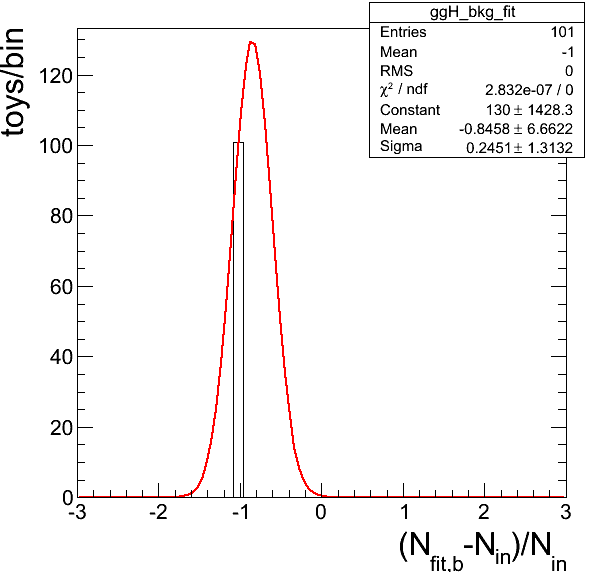 ggH_bkg_fit
Entries 101
Mean -1
RMS 0
χ² / ndf 2.832e-07 / 0
Constant 130 ± 1428.3
Mean -0.8458 ± 6.6622
Sigma 0.2451 ± 1.3132
toys/bin
120
100
80
60
40
20
0
-3 -2 -1 0 1 2 3
(N_fit,b-N_in)/N_in